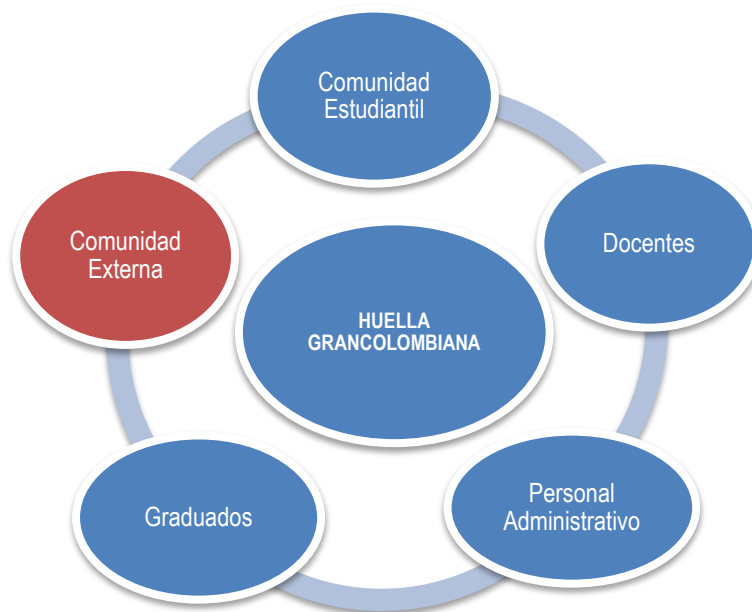 Comunidad
Estudiantil
Docentes
Personal
Administrativo
Graduados
Comunidad
Externa
HUELLA
GRANCOLOMBIANA